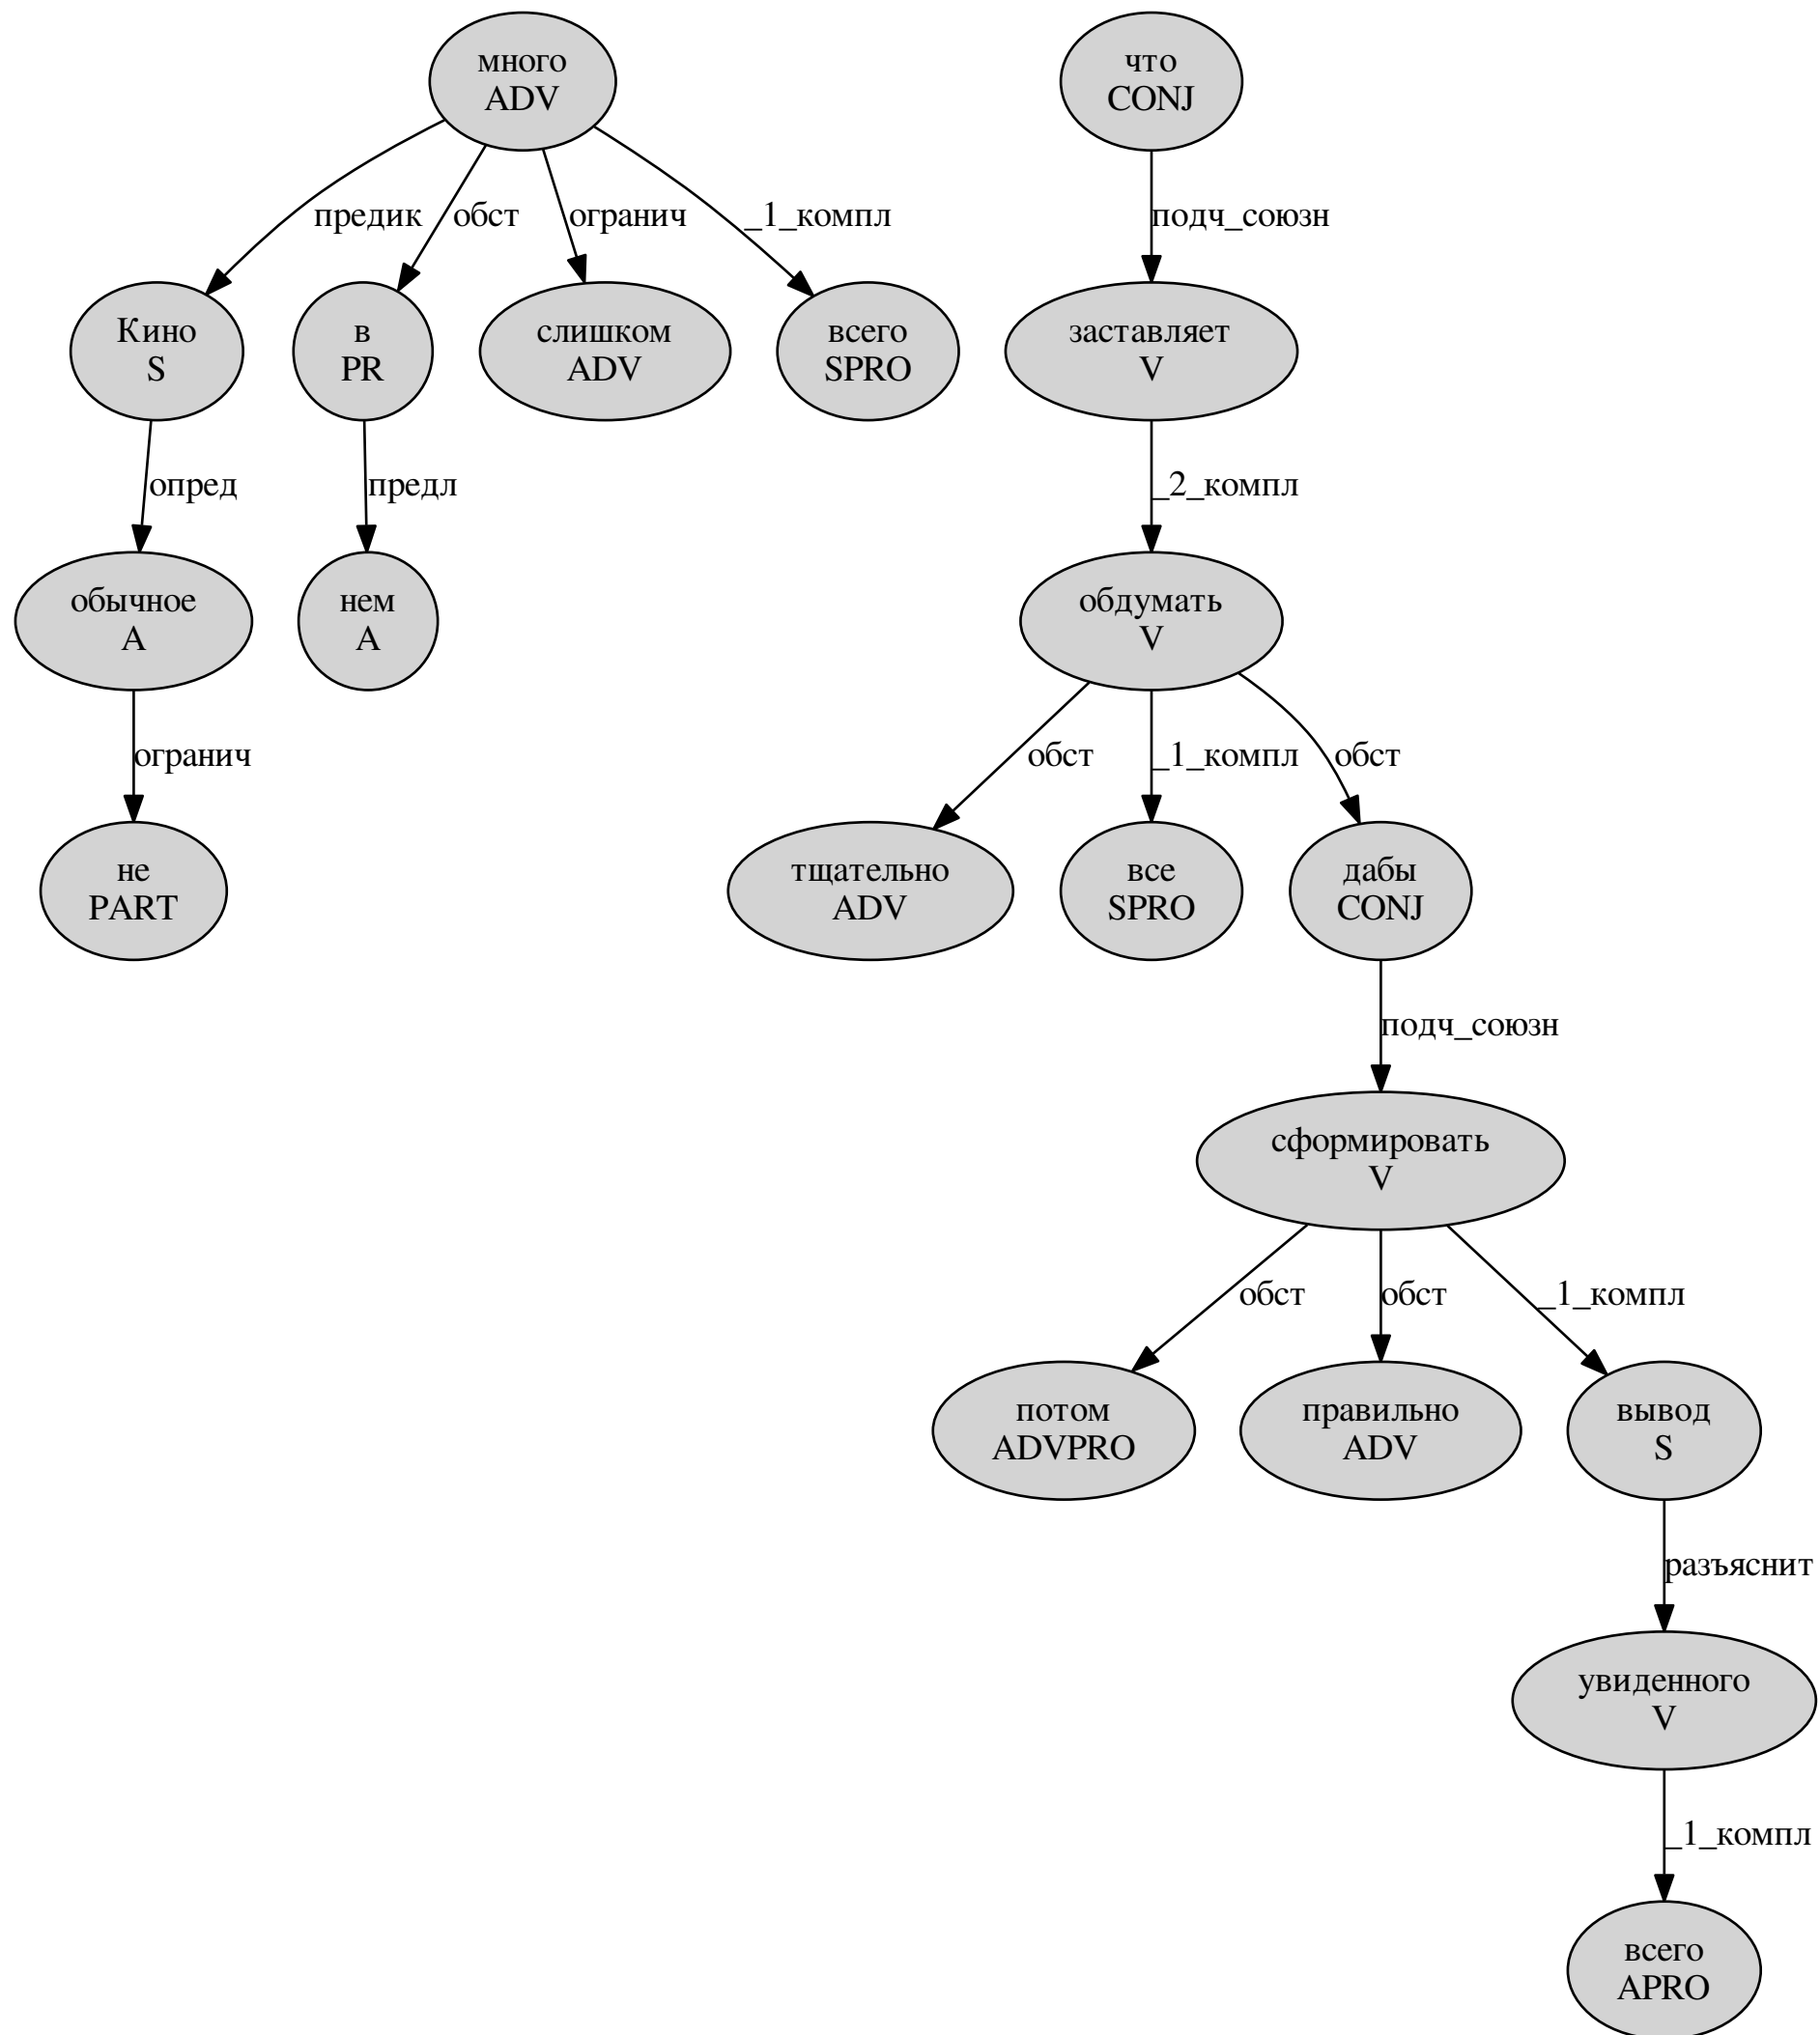 много
ADV
что
CONJ
предик
обст
огранич
_1_компл
подч_союзн
Кино
S
в
PR
слишком
ADV
всего
SPRO
заставляет
V
опред
предл
_2_компл
обычное
A
нем
A
обдумать
V
огранич
обст
_1_компл
обст
не
PART
тщательно
ADV
все
SPRO
дабы
CONJ
подч_союзн
сформировать
V
обст
обст
_1_компл
потом
ADVPRO
правильно
ADV
вывод
S
разъяснит
увиденного
V
_1_компл
всего
APRO